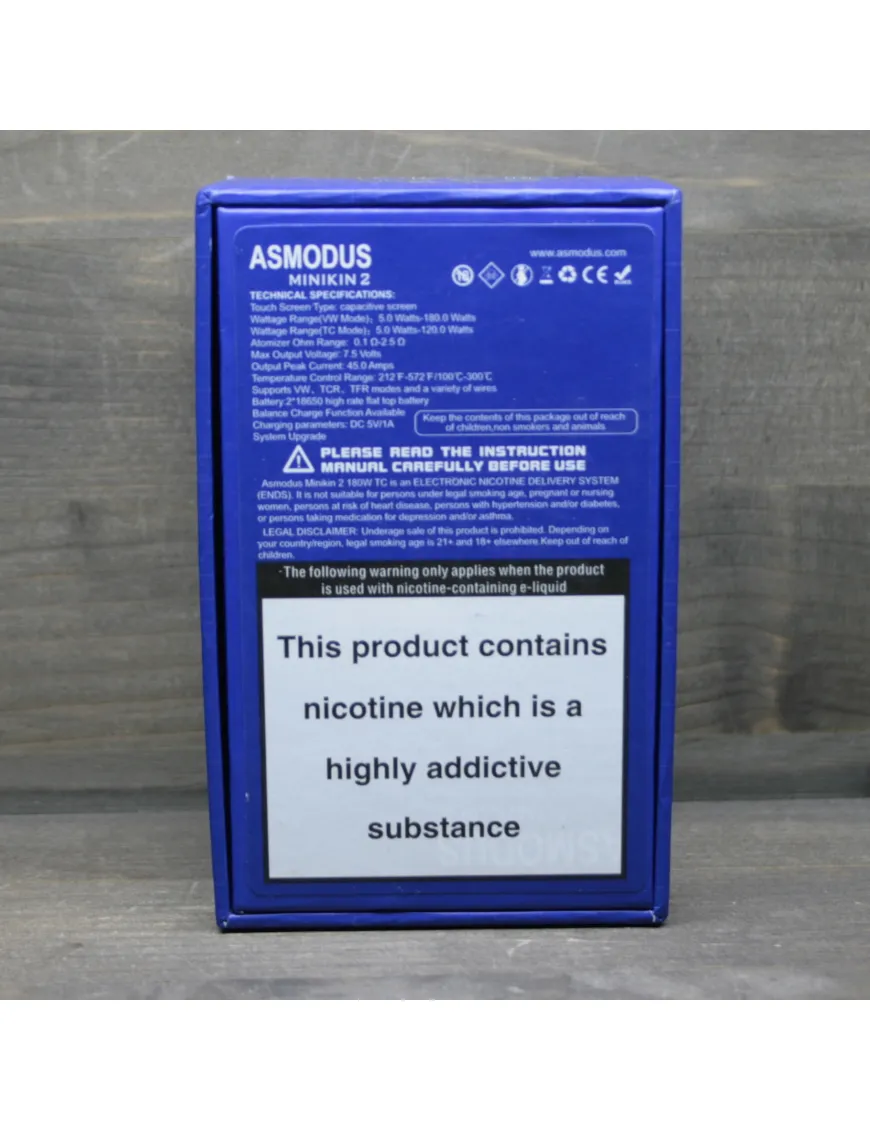 ASMODUS
MINIKIN 2
www.asmodus.com
18
TECHNICAL SPECIFICATIONS:
Touch Screen Type: capacitive screen
Wattage Range(VW Mode): 5.0 Watts-180.0 Watts
Wattage Range(TC Mode): 5.0 Watts-120.0 Watts
Atomizer Ohm Range: 0.1 Ω-2.5 Ω
Max Output Voltage: 7.5 Volts
Output Peak Current: 45.0 Amps
Temperature Control Range: 212℉-572℉/100℃-300℃
Supports VW、TCR、TFR modes and a variety of wires
Battery:2*18650 high rate flat top battery
Balance Charge Function Available
Charging parameters: DC 5V/1A
System Upgrade
Keep the contents of this package out of reach
of children,non smokers and animals
PLEASE READ THE INSTRUCTION
MANUAL CAREFULLY BEFORE USE
Asmodus Minikin 2 180W TC is an ELECTRONIC NICOTINE DELIVERY SYSTEM
(ENDS). It is not suitable for persons under legal smoking age, pregnant or nursing
women, persons at risk of heart disease, persons with hypertension and/or diabetes,
or persons taking medication for depression and/or asthma.
LEGAL DISCLAIMER: Underage sale of this product is prohibited. Depending on
your country/region, legal smoking age is 21+ and 18+ elsewhere.Keep out of reach of
children.
·The following warning only applies when the product
is used with nicotine-containing e-liquid
This product contains
nicotine which is a
highly addictive
substance